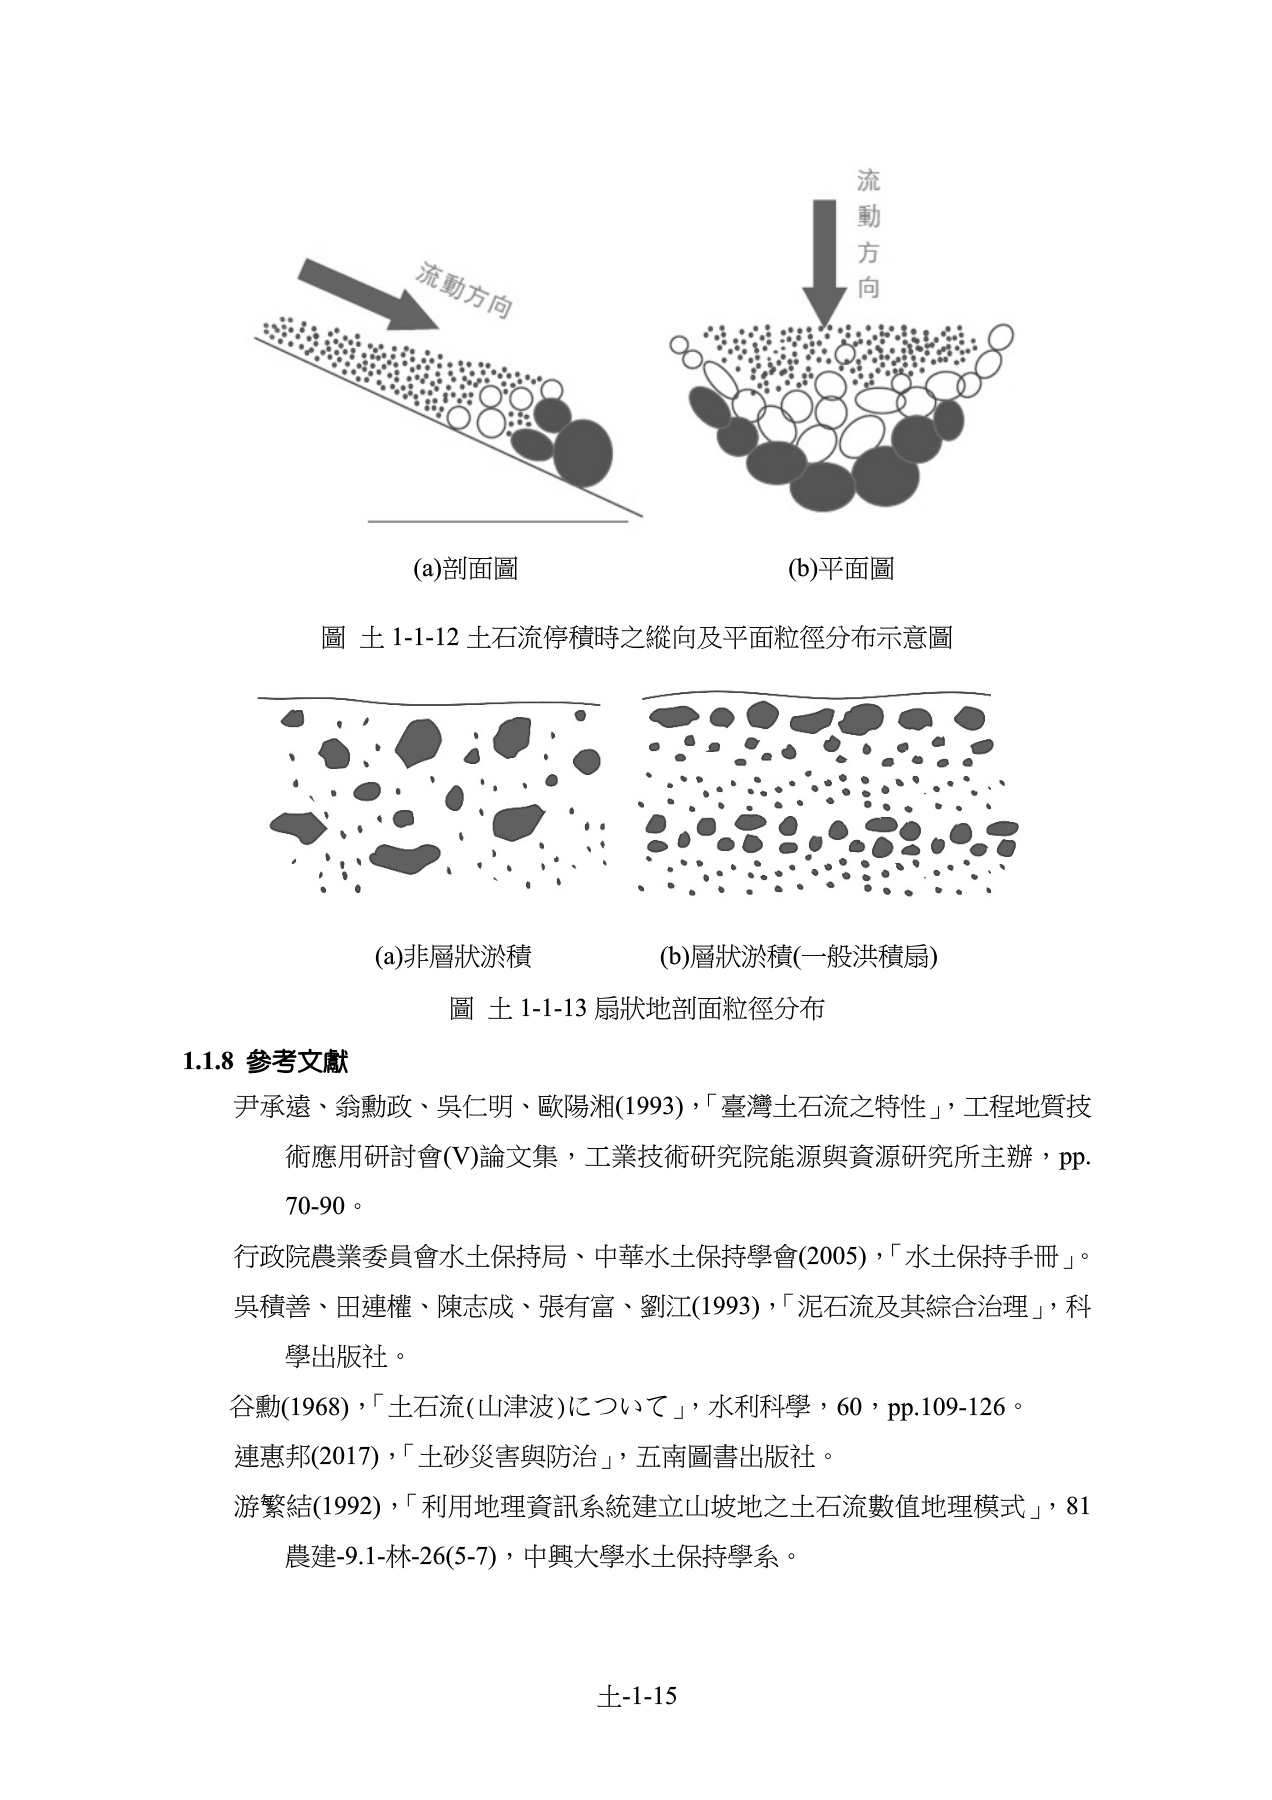 流動方向
流動方向
(a)剖面圖
(b)平面圖
圖 土 1-1-12 土石流停積時之縱向及平面粒徑分布示意圖
(a)非層狀淤積
(b)層狀淤積(一般洪積扇)
圖 土 1-1-13 扇狀地剖面粒徑分布
1.1.8 參考文獻
尹承遠、翁勳政、吳仁明、歐陽湘(1993)，「臺灣土石流之特性」，工程地質技
術應用研討會(V)論文集，工業技術研究院能源與資源研究所主辦，pp.
70-90。
行政院農業委員會水土保持局、中華水土保持學會(2005)，「水土保持手冊」。
吳積善、田連權、陳志成、張有富、劉江(1993)，「泥石流及其綜合治理」，科
學出版社。
谷勳(1968)，「土石流(山津波)について」，水利科學，60，pp.109-126。
連惠邦(2017)，「土砂災害與防治」，五南圖書出版社。
游繁結(1992)，「利用地理資訊系統建立山坡地之土石流數值地理模式」，81
農建-9.1-林-26(5-7)，中興大學水土保持學系。
土-1-15